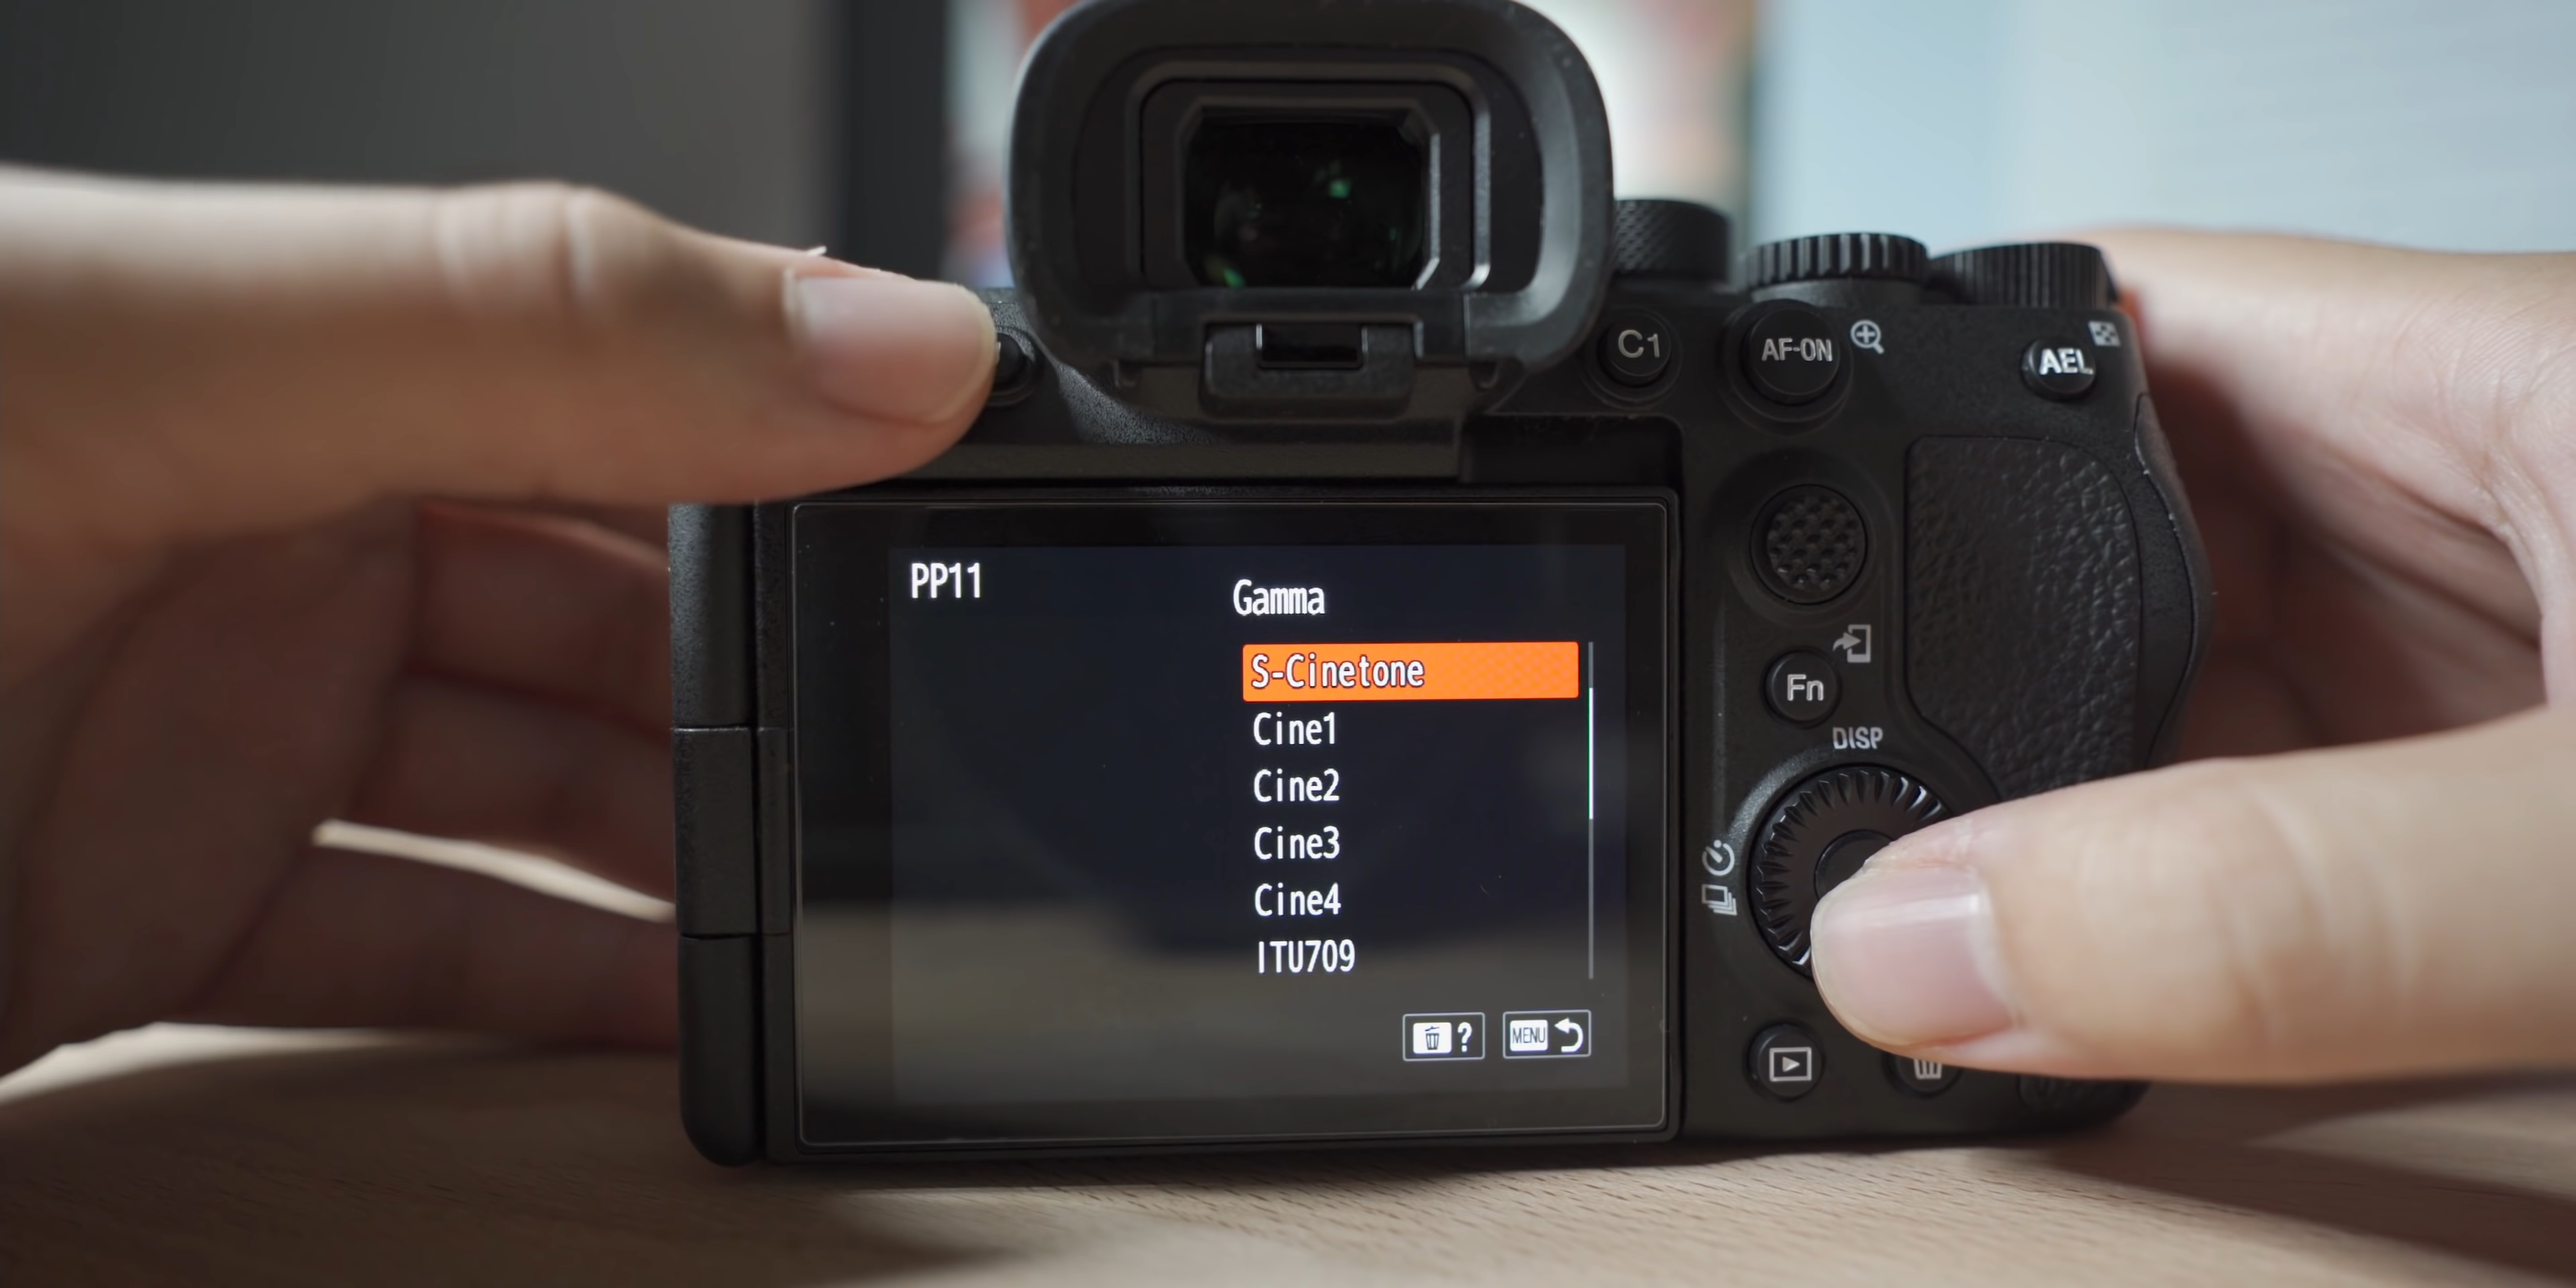 C1
AF-ON
AEL
PP11
Gamma
S-Cinetone
Cine1
Cine2
Cine3
Cine4
ITU709
?
MENU
Fn
DISP